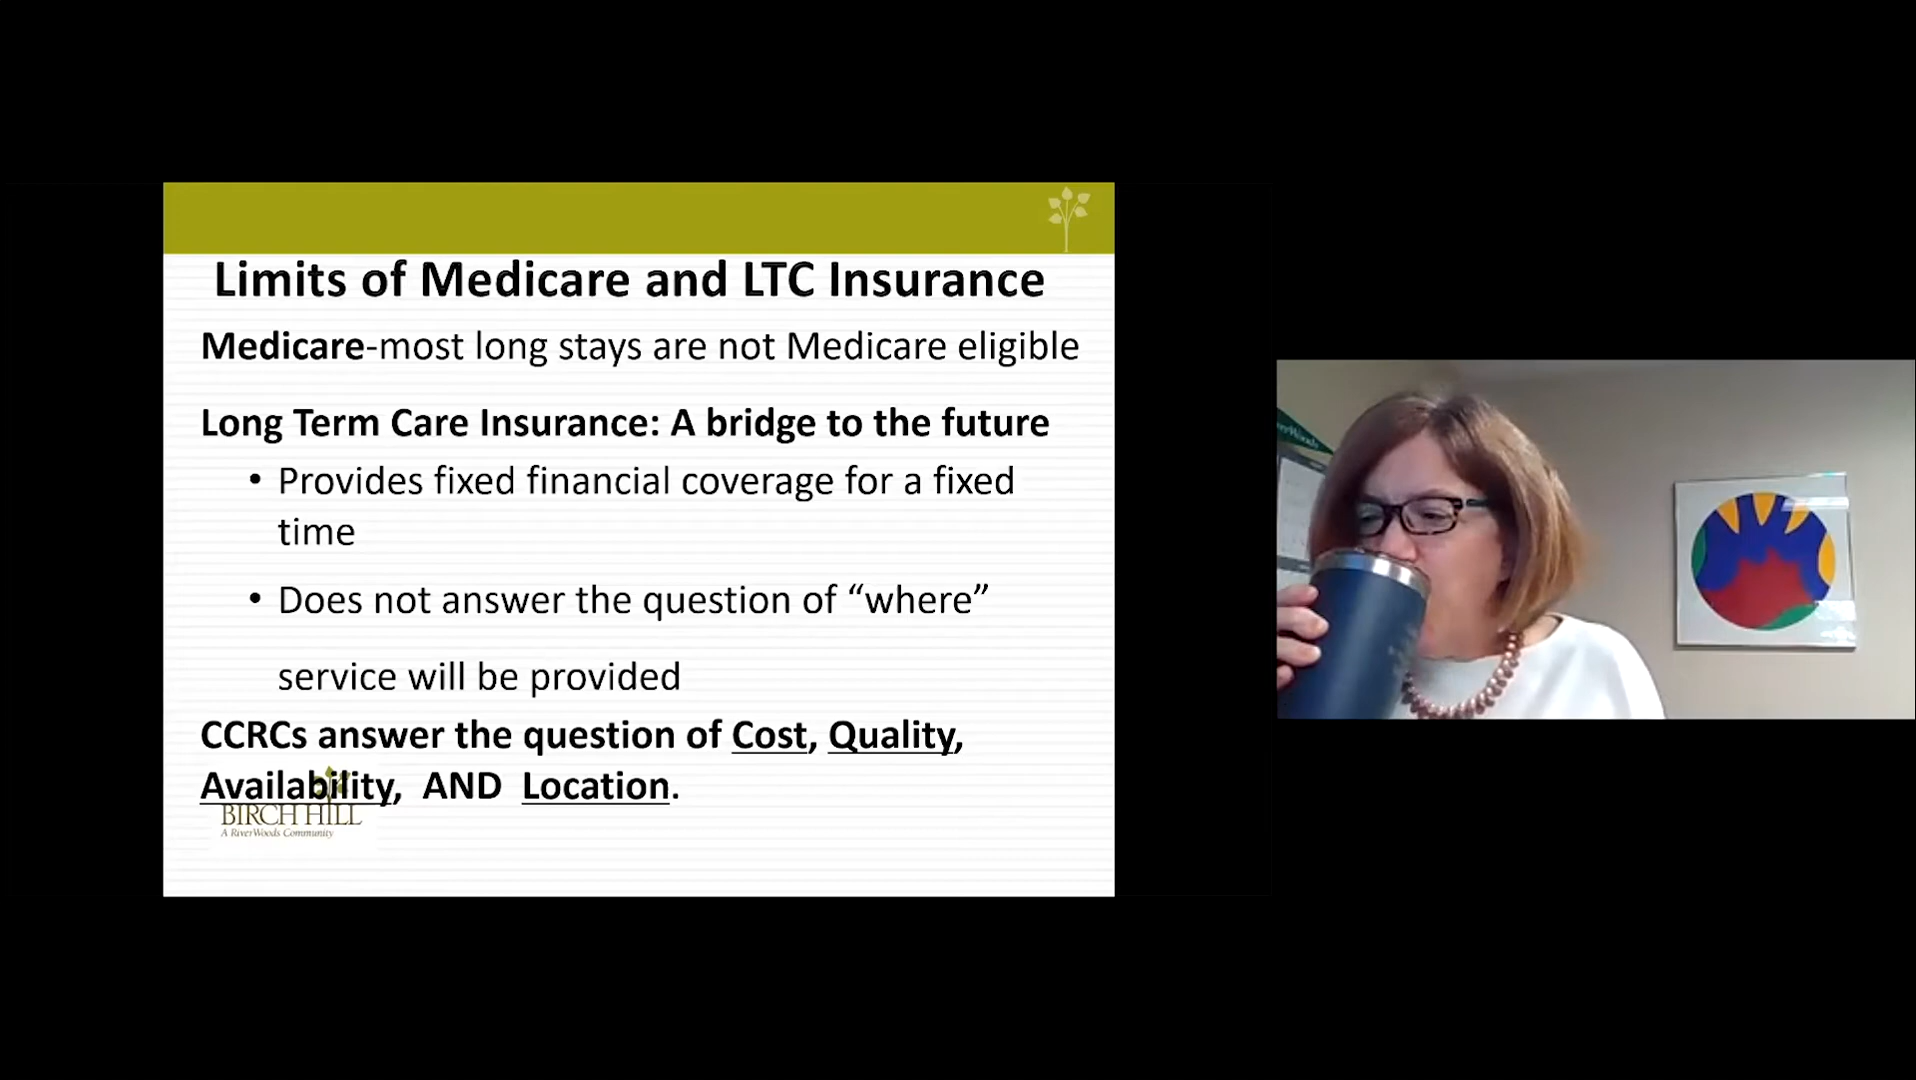 Limits of Medicare and LTC Insurance
Medicare-most long stays are not Medicare eligible
Long Term Care Insurance: A bridge to the future
• Provides fixed financial coverage for a fixed
time
• Does not answer the question of “where”
service will be provided
CCRCs answer the question of Cost, Quality,
Availability, AND Location.
BIRCH HILL
A RiverWoods Community